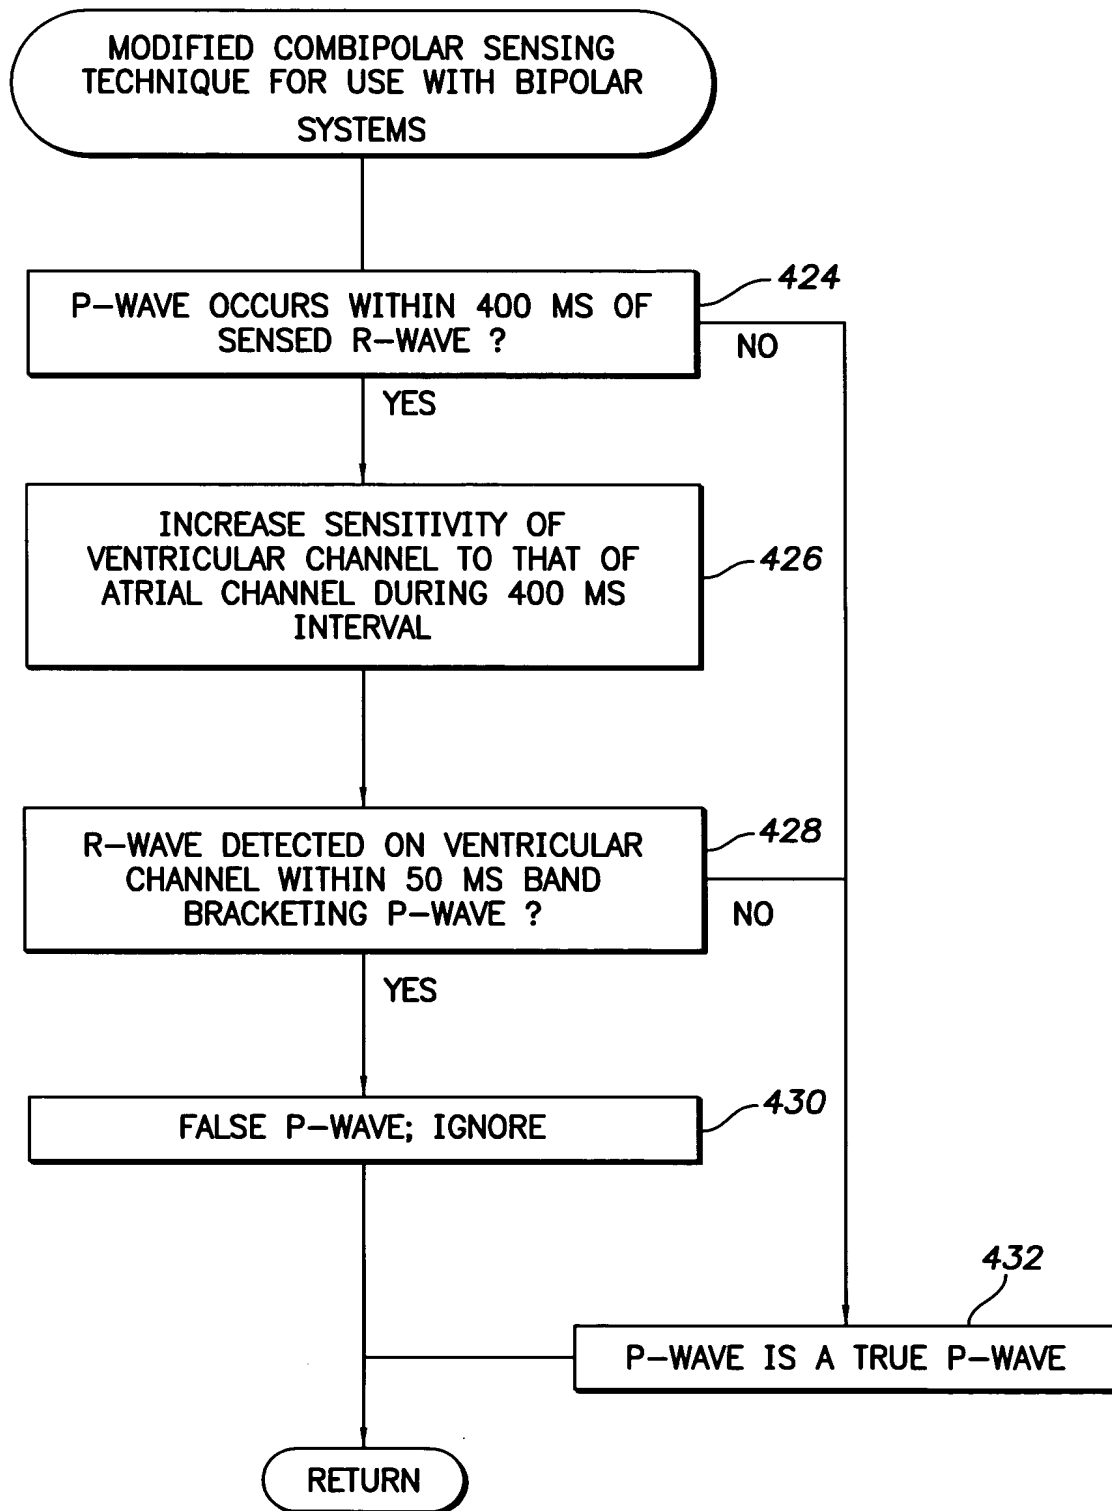 MODIFIED COMBIPOLAR SENSING
TECHNIQUE FOR USE WITH BIPOLAR
SYSTEMS
P-WAVE OCCURS WITHIN 400 MS OF
SENSED R-WAVE ?
424
NO
YES
INCREASE SENSITIVITY OF
VENTRICULAR CHANNEL TO THAT OF
ATRIAL CHANNEL DURING 400 MS
INTERVAL
426
R-WAVE DETECTED ON VENTRICULAR
CHANNEL WITHIN 50 MS BAND
BRACKETING P-WAVE ?
428
NO
YES
FALSE P-WAVE; IGNORE
430
432
P-WAVE IS A TRUE P-WAVE
RETURN